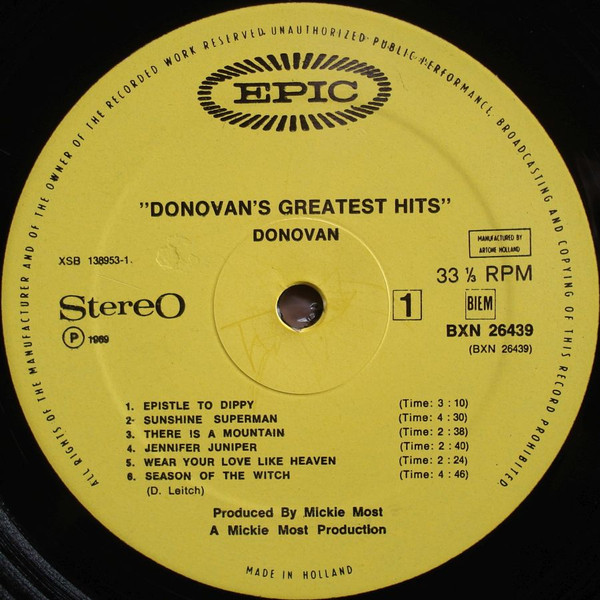 ALL RIGHTS OF THE MANUFACTURER AND OF THE OWNER OF THE RECORDED WORK RESERVED. UNAUTHORIZED PUBLIC PERFORMANCE, BROADCASTING AND COPYING OF THIS RECORD PROHIBITED.
EPIC
"DONOVAN'S GREATEST HITS"
DONOVAN
MANUFACTURED BY
ARTONE HOLLAND
XSB 138953-1
33 ⅓ RPM
Stereo
1
BIEM
BXN 26439
(BXN 26439)
Ⓟ 1969
1. EPISTLE TO DIPPY (Time: 3 : 10)
2- SUNSHINE SUPERMAN (Time: 4 : 30)
3. THERE IS A MOUNTAIN (Time: 2 : 38)
4. JENNIFER JUNIPER (Time: 2 : 40)
5. WEAR YOUR LOVE LIKE HEAVEN (Time: 2 : 24)
6. SEASON OF THE WITCH (Time: 4 : 46)
(D. Leitch)
Produced By Mickie Most
A Mickie Most Production
MADE IN HOLLAND